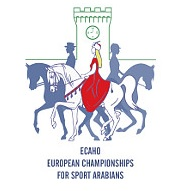 ECAHO
EUROPEAN CHAMPIONSHIPS
FOR SPORT ARABIANS